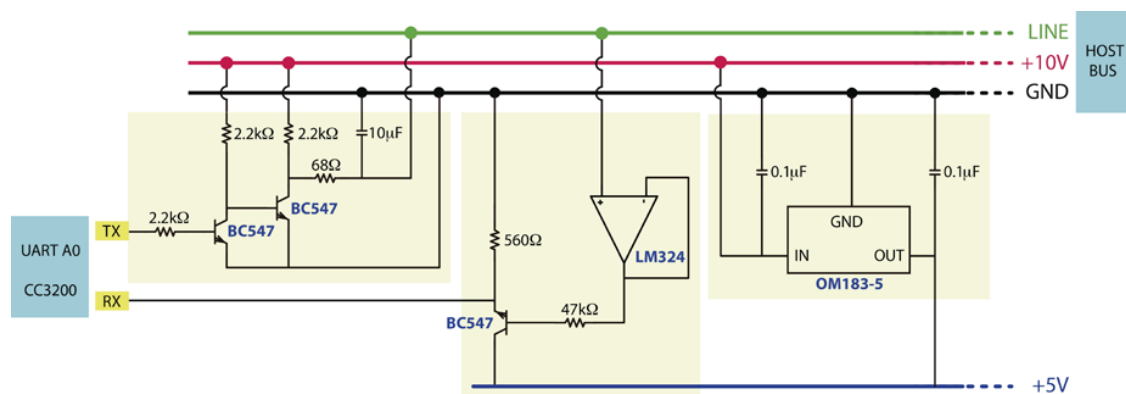 LINE
HOST
BUS
+10V
GND
2.2kΩ
2.2kΩ
10µF
68Ω
BC547
2.2kΩ
BC547
UART A0
CC3200
TX
RX
560Ω
+
-
LM324
47kΩ
BC547
0.1µF
0.1µF
GND
IN
OUT
OM183-5
+5V